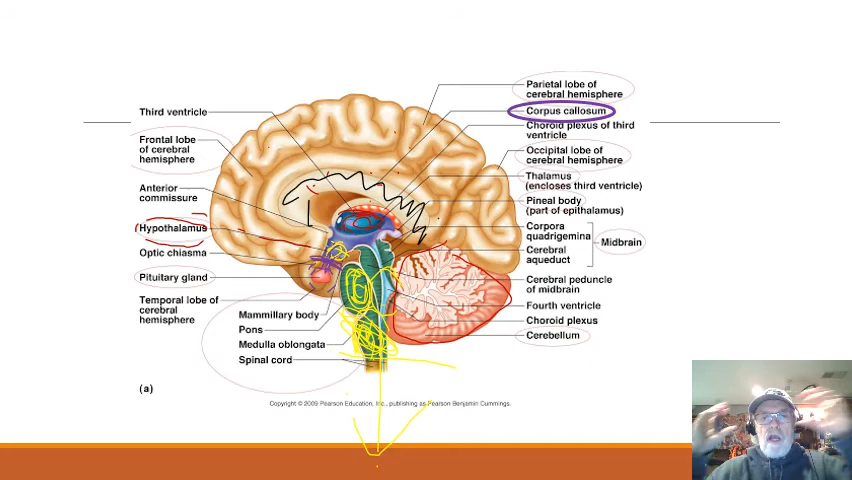 Third ventricle
Frontal lobe
of cerebral
hemisphere
Anterior
commissure
Hypothalamus
Optic chiasma
Pituitary gland
Temporal lobe of
cerebral
hemisphere
Mammillary body
Pons
Medulla oblongata
Spinal cord
(a)
Parietal lobe of
cerebral hemisphere
Corpus callosum
Choroid plexus of third
ventricle
Occipital lobe of
cerebral hemisphere
Thalamus
(encloses third ventricle)
Pineal body
(part of epithalamus)
Corpora
quadrigemina
Midbrain
Cerebral
aqueduct
Cerebral peduncle
of midbrain
Fourth ventricle
Choroid plexus
Cerebellum
Copyright © 2009 Pearson Education, Inc., publishing as Pearson Benjamin Cummings.